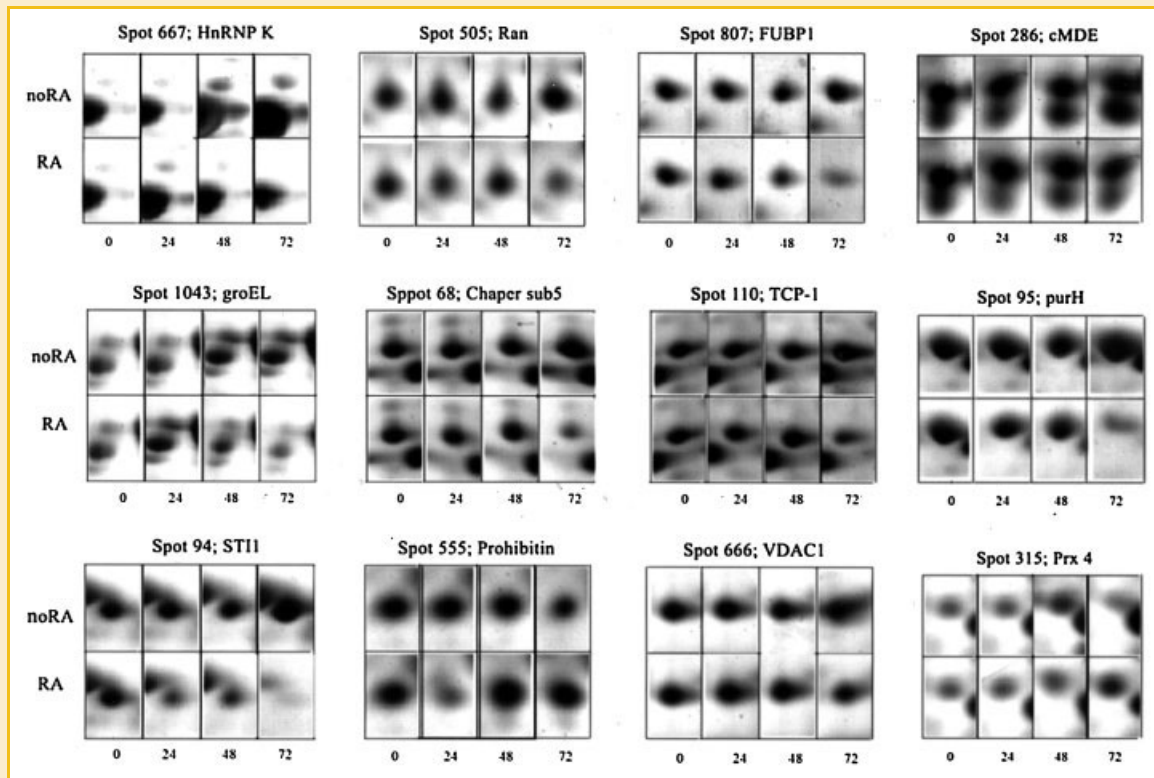 Spot 667; HnRNP K
Spot 505; Ran
Spot 807; FUBP1
Spot 286; cMDE
noRA
RA
0 24 48 72
0 24 48 72
0 24 48 72
0 24 48 72
Spot 1043; groEL
Sppot 68; Chaper sub5
Spot 110; TCP-1
Spot 95; purH
noRA
RA
0 24 48 72
0 24 48 72
0 24 48 72
0 24 48 72
Spot 94; STI1
Spot 555; Prohibitin
Spot 666; VDAC1
Spot 315; Prx 4
noRA
RA
0 24 48 72
0 24 48 72
0 24 48 72
0 24 48 72